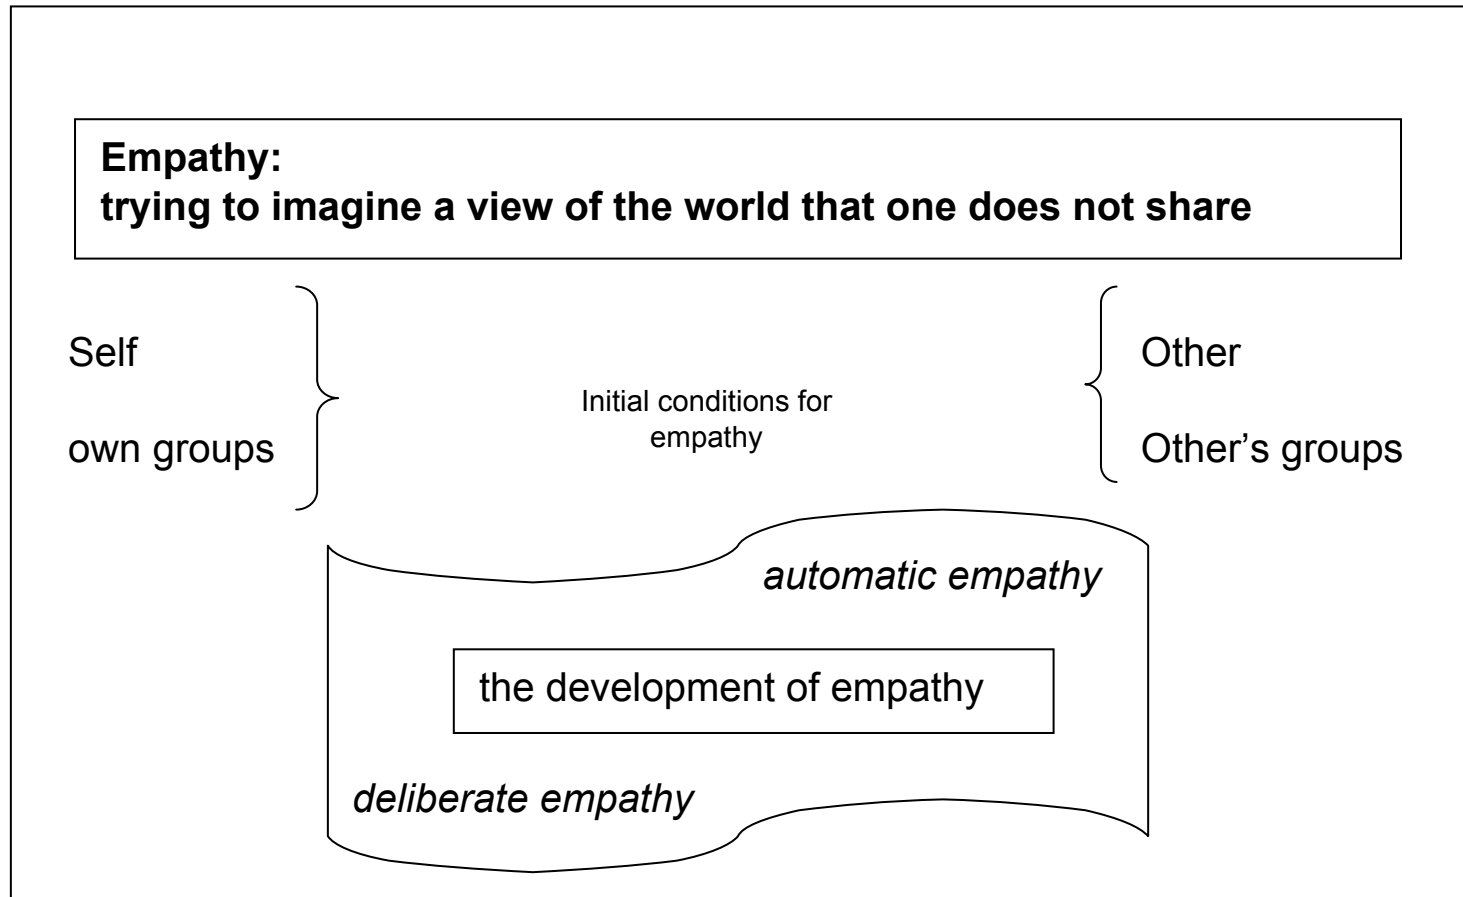 Empathy:
trying to imagine a view of the world that one does not share
Self
own groups
Initial conditions for
empathy
Other
Other’s groups
automatic empathy
the development of empathy
deliberate empathy